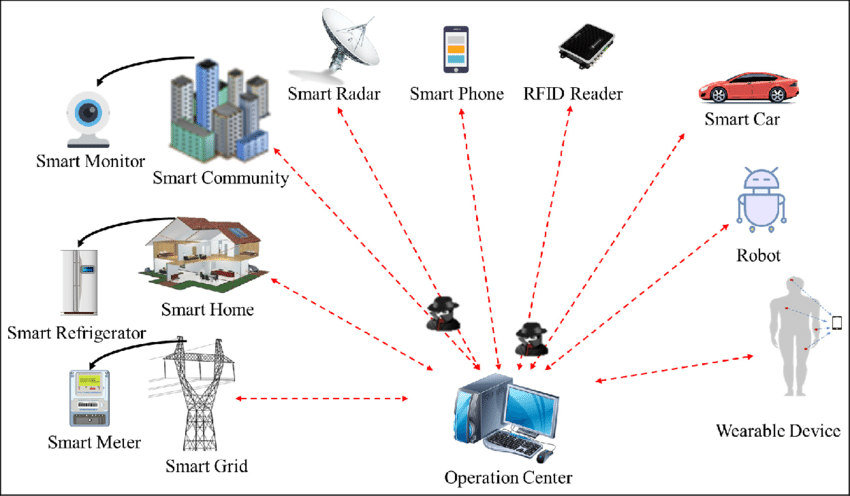 Smart Radar
Smart Phone
RFID Reader
Smart Car
Smart Monitor
Smart Community
Robot
Smart Home
Smart Refrigerator
Smart Meter
Smart Grid
Operation Center
Wearable Device